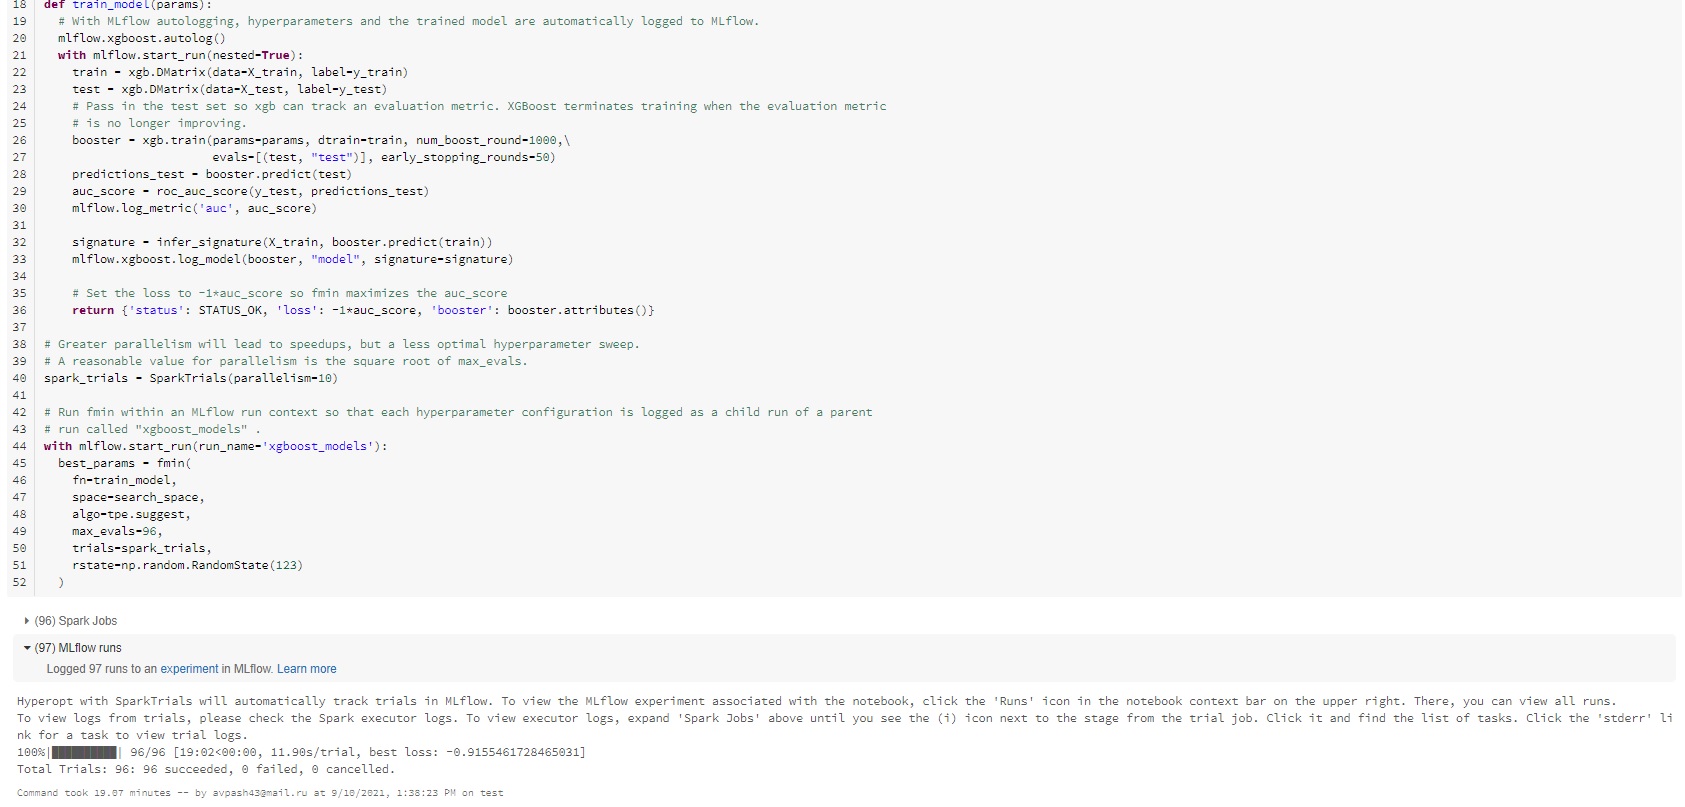 18 def train_model(params):
19 # With MLflow autologging, hyperparameters and the trained model are automatically logged to MLflow.
20 mlflow.xgboost.autolog()
21 with mlflow.start_run(nested=True):
22 train = xgb.DMatrix(data=X_train, label=y_train)
23 test = xgb.DMatrix(data=X_test, label=y_test)
24 # Pass in the test set so xgb can track an evaluation metric. XGBoost terminates training when the evaluation metric
25 # is no longer improving.
26 booster = xgb.train(params=params, dtrain=train, num_boost_round=1000,\
27 evals=[(test, "test")], early_stopping_rounds=50)
28 predictions_test = booster.predict(test)
29 auc_score = roc_auc_score(y_test, predictions_test)
30 mlflow.log_metric('auc', auc_score)
31
32 signature = infer_signature(X_train, booster.predict(train))
33 mlflow.xgboost.log_model(booster, "model", signature=signature)
34
35 # Set the loss to -1*auc_score so fmin maximizes the auc_score
36 return {'status': STATUS_OK, 'loss': -1*auc_score, 'booster': booster.attributes()}
37
38 # Greater parallelism will lead to speedups, but a less optimal hyperparameter sweep.
39 # A reasonable value for parallelism is the square root of max_evals.
40 spark_trials = SparkTrials(parallelism=10)
41
42 # Run fmin within an MLflow run context so that each hyperparameter configuration is logged as a child run of a parent
43 # run called "xgboost_models" .
44 with mlflow.start_run(run_name='xgboost_models'):
45 best_params = fmin(
46 fn=train_model,
47 space=search_space,
48 algo=tpe.suggest,
49 max_evals=96,
50 trials=spark_trials,
51 rstate=np.random.RandomState(123)
52 )
(96) Spark Jobs
(97) MLflow runs
Logged 97 runs to an experiment in MLflow. Learn more
Hyperopt with SparkTrials will automatically track trials in MLflow. To view the MLflow experiment associated with the notebook, click the 'Runs' icon in the notebook context bar on the upper right. There, you can view all runs.
To view logs from trials, please check the Spark executor logs. To view executor logs, expand 'Spark Jobs' above until you see the (i) icon next to the stage from the trial job. Click it and find the list of tasks. Click the 'stderr' li
nk for a task to view trial logs.
100%|██████████| 96/96 [19:02<00:00, 11.90s/trial, best loss: -0.9155461728465031]
Total Trials: 96: 96 succeeded, 0 failed, 0 cancelled.
Command took 19.07 minutes -- by avpash43@mail.ru at 9/10/2021, 1:38:23 PM on test